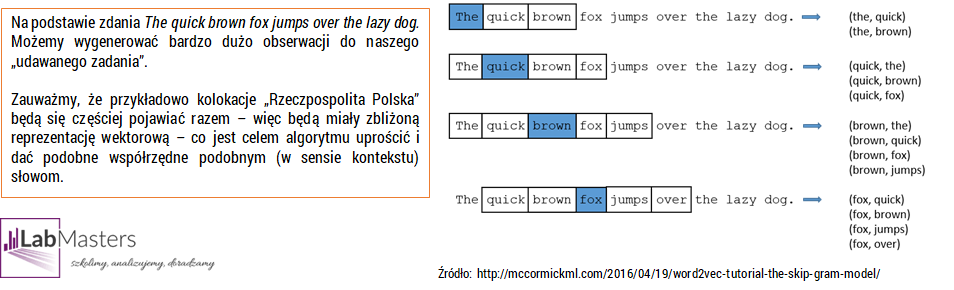 Na podstawie zdania The quick brown fox jumps over the lazy dog.
Możemy wygenerować bardzo dużo obserwacji do naszego
„udawanego zadania”.
Zauważmy, że przykładowo kolokacje „Rzeczpospolita Polska”
będą się częściej pojawiać razem – więc będą miały zbliżoną
reprezentację wektorową – co jest celem algorytmu uprościć i
dać podobne współrzędne podobnym (w sensie kontekstu)
słowom.
LabMasters
szkolimy, analizujemy, doradzamy
The quick brown fox jumps over the lazy dog.
(the, quick)
(the, brown)
The quick brown fox jumps over the lazy dog.
(quick, the)
(quick, brown)
(quick, fox)
The quick brown fox jumps over the lazy dog.
(brown, the)
(brown, quick)
(brown, fox)
(brown, jumps)
The quick brown fox jumps over the lazy dog.
(fox, quick)
(fox, brown)
(fox, jumps)
(fox, over)
Źródło: http://mccormickml.com/2016/04/19/word2vec-tutorial-the-skip-gram-model/